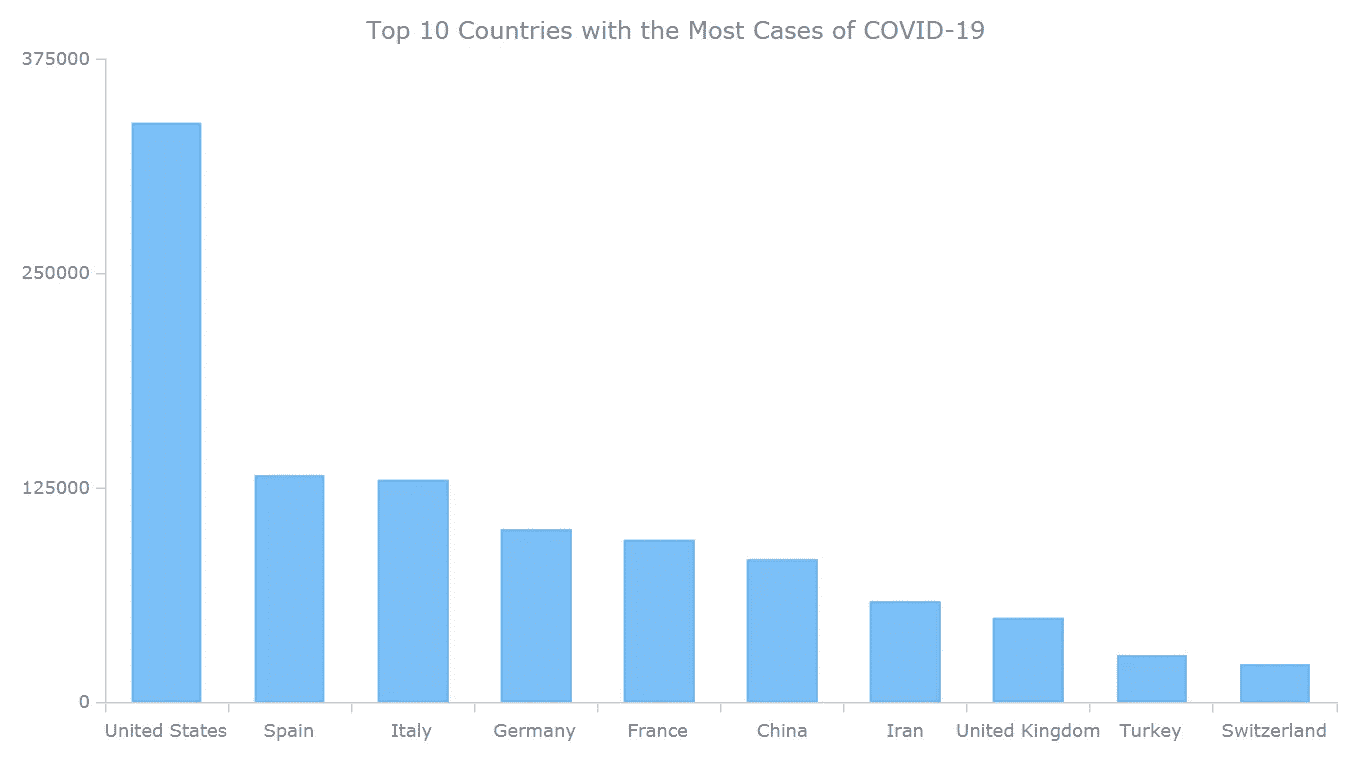 Top 10 Countries with the Most Cases of COVID-19
375000
250000
125000
0
United States Spain Italy Germany France China Iran United Kingdom Turkey Switzerland